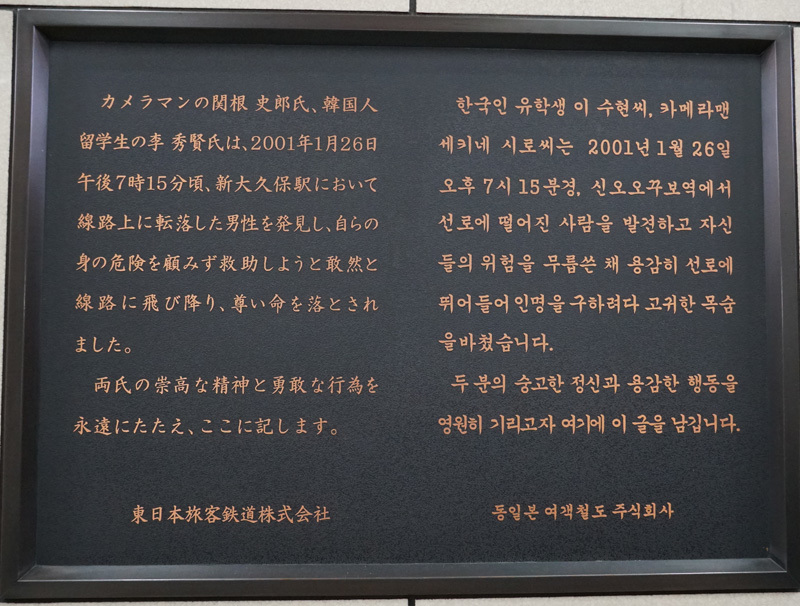 カメラマンの関根 史郎氏、韓国人
留学生の李 秀賢氏は、2001年1月26日
午後7時15分頃、新大久保駅において
線路上に転落した男性を発見し、自らの
身の危険を顧みず救助しようと敢然と
線路に飛び降り、尊い命を落とされ
ました。
両氏の崇高な精神と勇敢な行為を
永遠にたたえ、ここに記します。
東日本旅客鉄道株式会社
한국인 유학생 이 수현씨, 카메라맨
세키네 시로씨는 2001년 1월 26일
오후 7시 15분경, 신오오쿠보역에서
선로에 떨어진 사람을 발견하고 자신
들의 위험을 무릅쓴 채 용감히 선로에
뛰어들어 인명을 구하려다 고귀한 목숨
을바쳤습니다.
두 분의 숭고한 정신과 용감한 행동을
영원히 기리고자 여기에 이 글을 남깁니다.
동일본 여객철도 주식회사